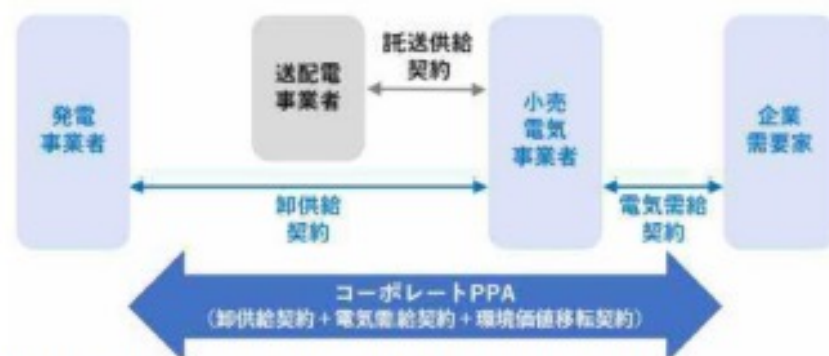 発電
事業者
送配電
事業者
託送供給
契約
小売
電気
事業者
企業
需要家
卸供給
契約
電気需給
契約
コーポレートPPA
（卸供給契約＋電気需給契約＋環境価値移転契約）